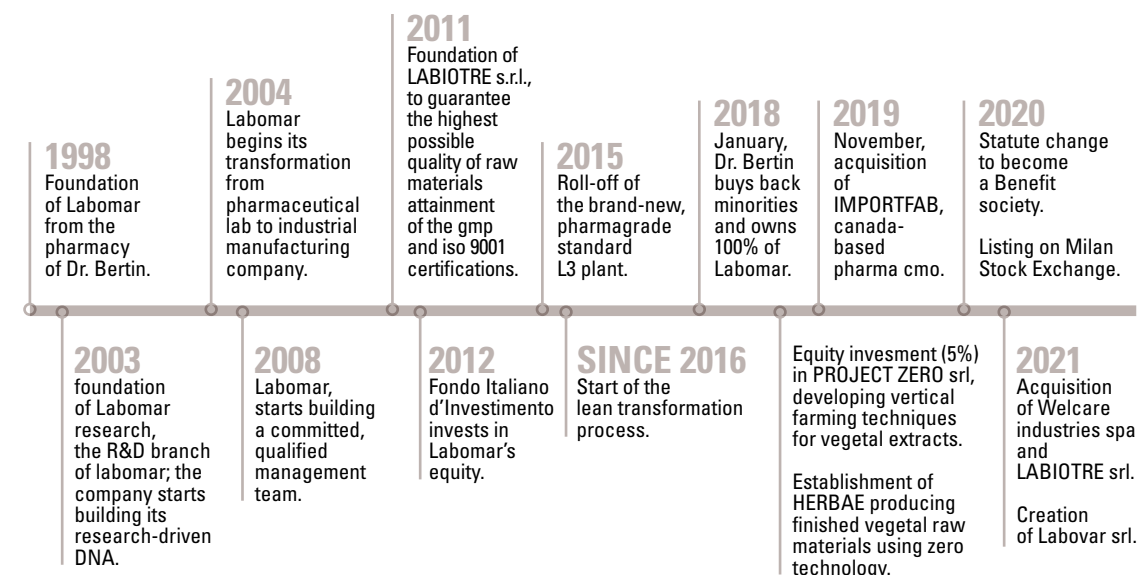 1998
Foundation
of Labomar
from the
pharmacy
of Dr. Bertin.
2003
foundation
of Labomar
research,
the R&D branch
of labomar; the
company starts
building its
research-driven
DNA.
2004
Labomar
begins its
transformation
from
pharmaceutical
lab to industrial
manufacturing
company.
2008
Labomar,
starts building
a committed,
qualified
management
team.
2011
Foundation of
LABIOTRE s.r.l.,
to guarantee
the highest
possible
quality of raw
materials
attainment
of the gmp
and iso 9001
certifications.
2012
Fondo Italiano
d’Investimento
invests in
Labomar’s
equity.
2015
Roll-off of
the brand-new,
pharmagrade
standard
L3 plant.
SINCE 2016
Start of the
lean transformation
process.
2018
January,
Dr. Bertin
buys back
minorities
and owns
100% of
Labomar.
Equity invesment (5%)
in PROJECT ZERO srl,
developing vertical
farming techniques
for vegetal extracts.
Establishment of
HERBAE producing
finished vegetal raw
materials using zero
technology.
2019
November,
acquisition
of
IMPORTFAB,
canada-
based
pharma cmo.
2020
Statute change
to become
a Benefit
society.
Listing on Milan
Stock Exchange.
2021
Acquisition
of Welcare
industries spa
and
LABIOTRE srl.
Creation
of Labovar srl.